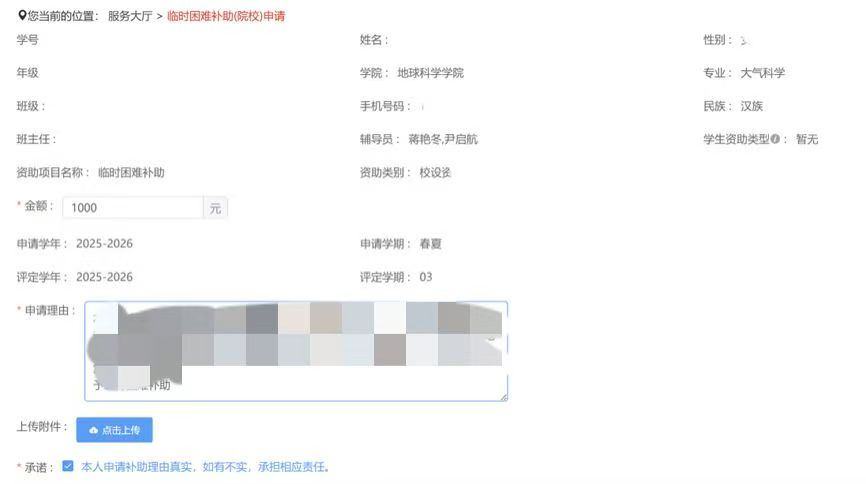 您当前的位置： 服务大厅 > 临时困难补助(院校)申请
学号 姓名： 性别：
年级 学院： 地球科学学院 专业： 大气科学
班级： 手机号码： 民族： 汉族
班主任： 辅导员： 蒋艳冬,尹启航 学生资助类型： 暂无
资助项目名称： 临时困难补助 资助类别： 校设
* 金额： 1000 元
申请学年： 2025-2026 申请学期： 春夏
评定学年： 2025-2026 评定学期： 03
* 申请理由：
补助
上传附件： 点击上传
* 承诺： 本人申请补助理由真实，如有不实，承担相应责任。